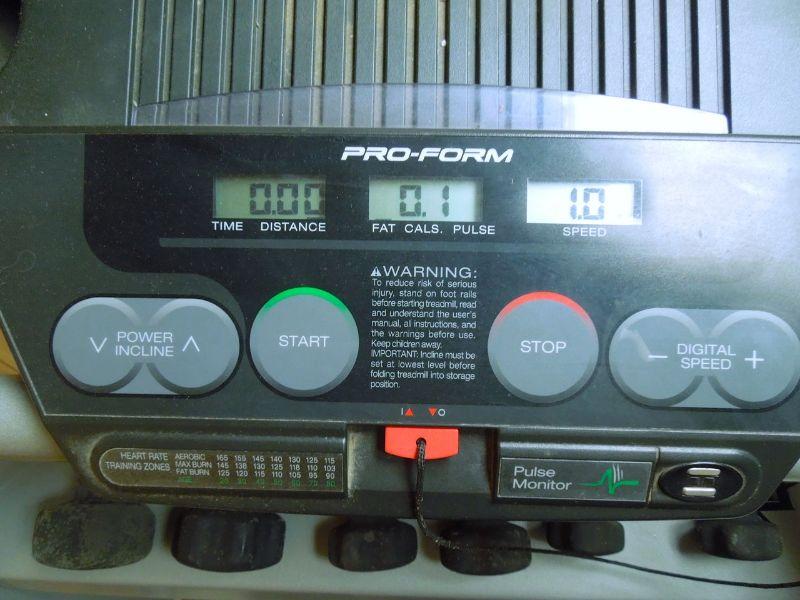 PRO-FORM
0.00 0.1 1.0
TIME DISTANCE FAT CALS. PULSE SPEED
⚠WARNING:
To reduce risk of serious
injury, stand on foot rails
before starting treadmill, read
and understand the user's
manual, all instructions, and
the warnings before use.
Keep children away.
IMPORTANT: Incline must be
set at lowest level before
folding treadmill into storage
position.
POWER
INCLINE
START
STOP
− DIGITAL +
SPEED
I O
HEART RATE
TRAINING ZONES
AEROBIC 165 155 145 140 130 125 115
MAX BURN 145 138 130 125 118 110 103
FAT BURN 125 120 115 110 105 95 90
Pulse
Monitor